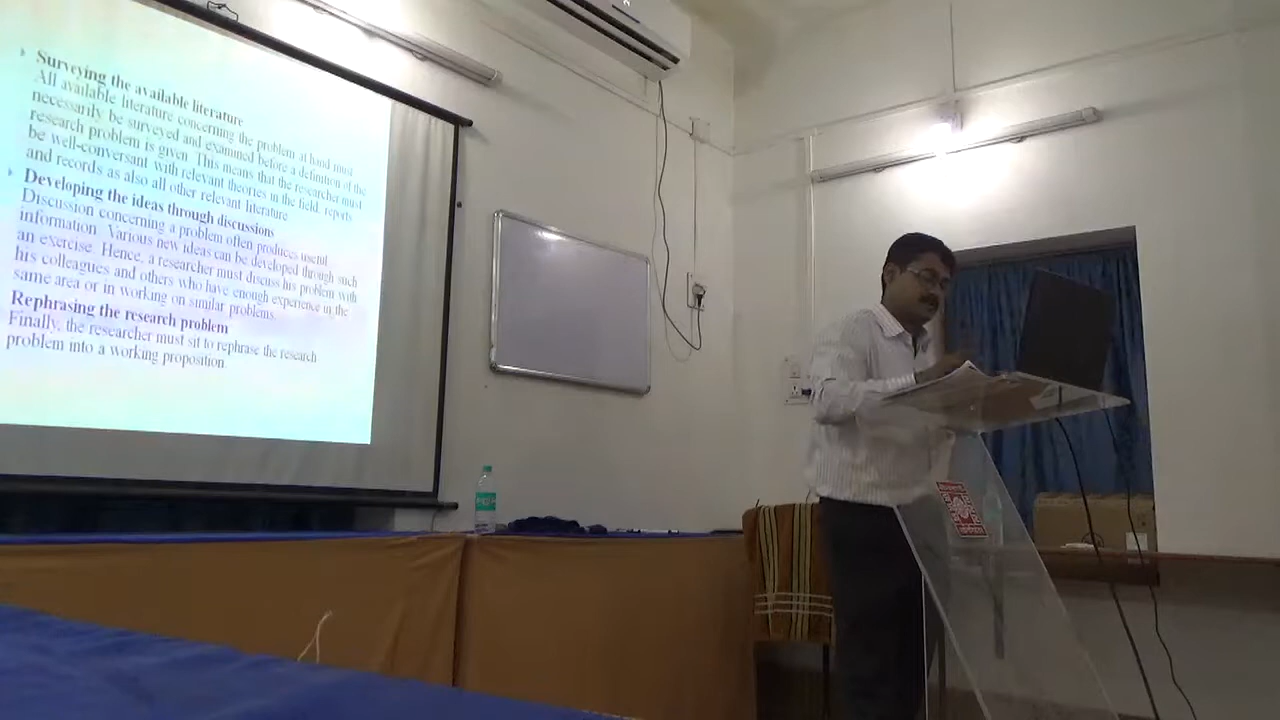 Surveying the available literature
All available literature concerning the problem at hand must
necessarily be surveyed and examined before a definition of the
research problem is given. This means that the researcher must
be well-conversant with relevant theories in the field, reports
and records as also all other relevant literature.
Developing the ideas through discussions
Discussion concerning a problem often produces useful
information. Various new ideas can be developed through such
an exercise. Hence, a researcher must discuss his problem with
his colleagues and others who have enough experience in the
same area or in working on similar problems.
Rephrasing the research problem
Finally, the researcher must sit to rephrase the research
problem into a working proposition.